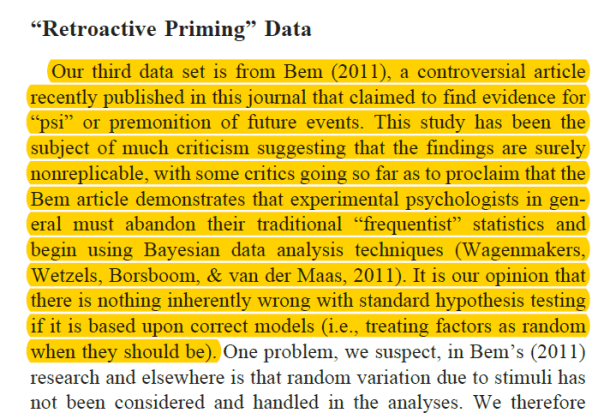 “Retroactive Priming” Data
Our third data set is from Bem (2011), a controversial article
recently published in this journal that claimed to find evidence for
“psi” or premonition of future events. This study has been the
subject of much criticism suggesting that the findings are surely
nonreplicable, with some critics going so far as to proclaim that the
Bem article demonstrates that experimental psychologists in gen-
eral must abandon their traditional “frequentist” statistics and
begin using Bayesian data analysis techniques (Wagenmakers,
Wetzels, Borsboom, & van der Maas, 2011). It is our opinion that
there is nothing inherently wrong with standard hypothesis testing
if it is based upon correct models (i.e., treating factors as random
when they should be). One problem, we suspect, in Bem’s (2011)
research and elsewhere is that random variation due to stimuli has
not been considered and handled in the analyses. We therefore